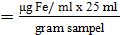 = µg Fe/ ml x 25 ml
gram sampel